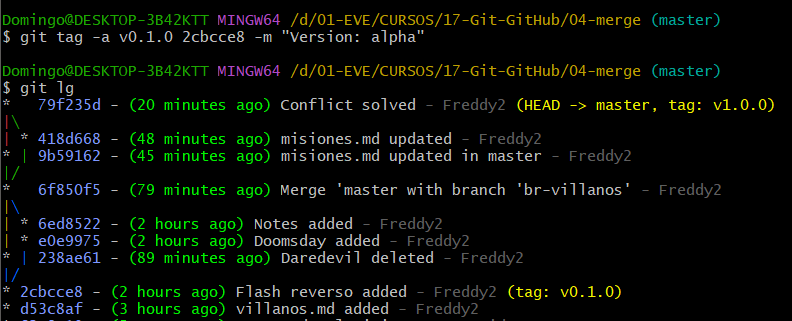 Domingo@DESKTOP-3B42KTT MINGW64 /d/01-EVE/CURSOS/17-Git-GitHub/04-merge (master)
$ git tag -a v0.1.0 2cbcce8 -m "Version: alpha"
Domingo@DESKTOP-3B42KTT MINGW64 /d/01-EVE/CURSOS/17-Git-GitHub/04-merge (master)
$ git lg
*   79f235d - (20 minutes ago) Conflict solved - Freddy2 (HEAD -> master, tag: v1.0.0)
|\
| * 418d668 - (48 minutes ago) misiones.md updated - Freddy2
* | 9b59162 - (45 minutes ago) misiones.md updated in master - Freddy2
|/
*   6f850f5 - (79 minutes ago) Merge 'master with branch 'br-villanos' - Freddy2
|\
| * 6ed8522 - (2 hours ago) Notes added - Freddy2
| * e0e9975 - (2 hours ago) Doomsday added - Freddy2
* | 238ae61 - (89 minutes ago) Daredevil deleted - Freddy2
|/
* 2cbcce8 - (2 hours ago) Flash reverso added - Freddy2 (tag: v0.1.0)
* d53c8af - (3 hours ago) villanos.md added - Freddy2